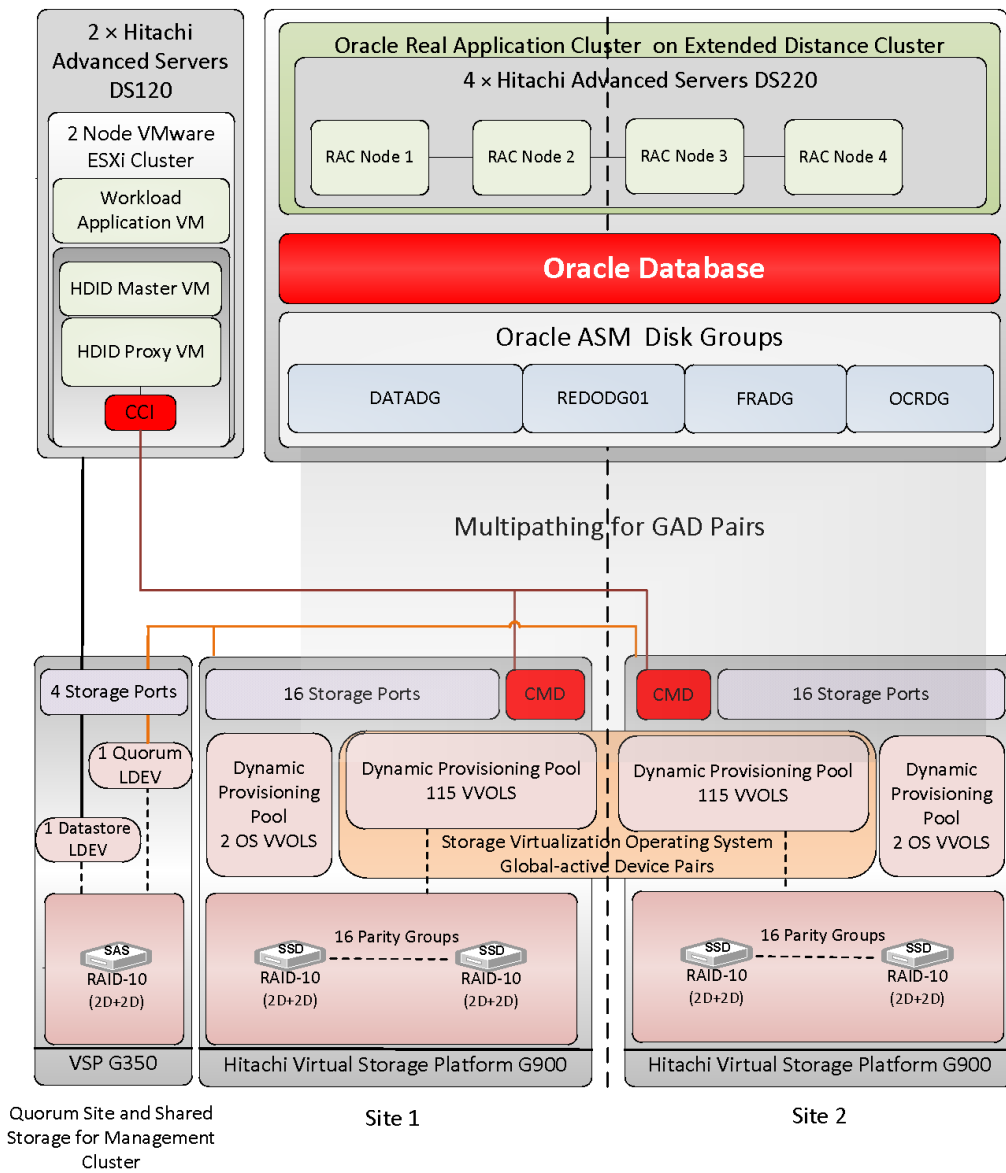 2 × Hitachi
Advanced Servers
DS120
2 Node VMware
ESXi Cluster
Workload
Application VM
HDID Master VM
HDID Proxy VM
CCI
Oracle Real Application Cluster on Extended Distance Cluster
4 × Hitachi Advanced Servers DS220
RAC Node 1
RAC Node 2
RAC Node 3
RAC Node 4
Oracle Database
Oracle ASM Disk Groups
DATADG
REDODG01
FRADG
OCRDG
Multipathing for GAD Pairs
4 Storage Ports
1 Quorum
LDEV
1 Datastore
LDEV
SAS
RAID-10
(2D+2D)
VSP G350
16 Storage Ports
CMD
Dynamic
Provisioning
Pool
2 OS VVOLS
Dynamic Provisioning Pool
115 VVOLS
CMD
16 Storage Ports
Dynamic Provisioning Pool
115 VVOLS
Dynamic
Provisioning
Pool
2 OS VVOLS
Storage Virtualization Operating System
Global-active Device Pairs
SSD
RAID-10
(2D+2D)
16 Parity Groups
SSD
RAID-10
(2D+2D)
Hitachi Virtual Storage Platform G900
SSD
RAID-10
(2D+2D)
16 Parity Groups
SSD
RAID-10
(2D+2D)
Hitachi Virtual Storage Platform G900
Quorum Site and Shared
Storage for Management
Cluster
Site 1
Site 2